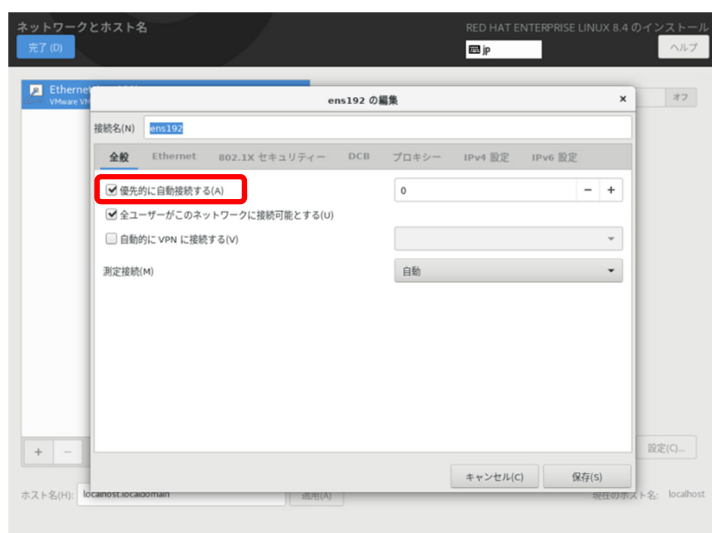 ネットワークとホスト名
RED HAT ENTERPRISE LINUX 8.4 のインストール
完了 (D)
jp
ヘルプ
オフ
ens192 の編集
×
接続名(N)
ens192
全般 Ethernet 802.1X セキュリティー DCB プロキシー IPv4 設定 IPv6 設定
優先的に自動接続する(A)
0
− +
全ユーザーがこのネットワークに接続可能とする(U)
自動的に VPN に接続する(V)
測定接続(M)
自動
+ −
設定(C)...
キャンセル(C)
保存(S)
ホスト名(H):
localhost.localdomain
適用(A)
現在のホスト名: localhost